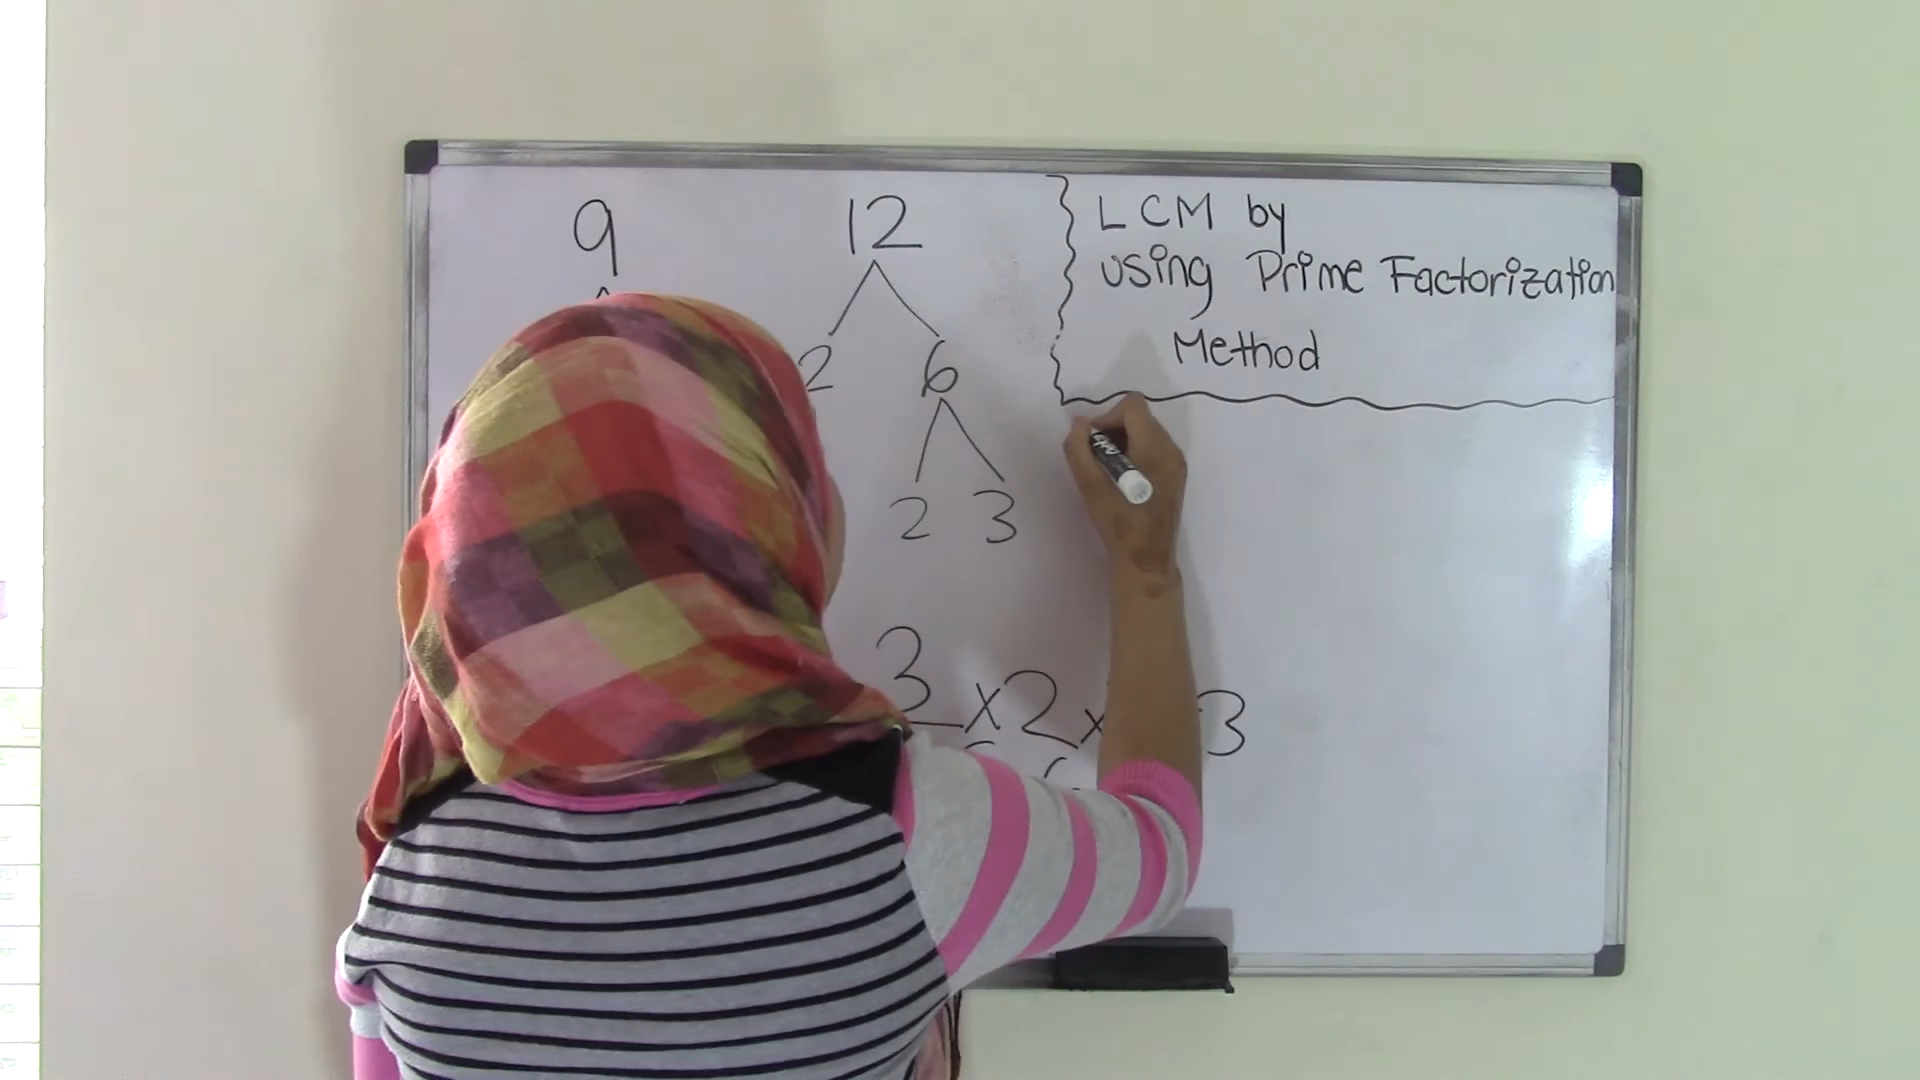 9 12
LCM by
using Prime Factorization
Method
2 6
2 3
3 x 2 x 3